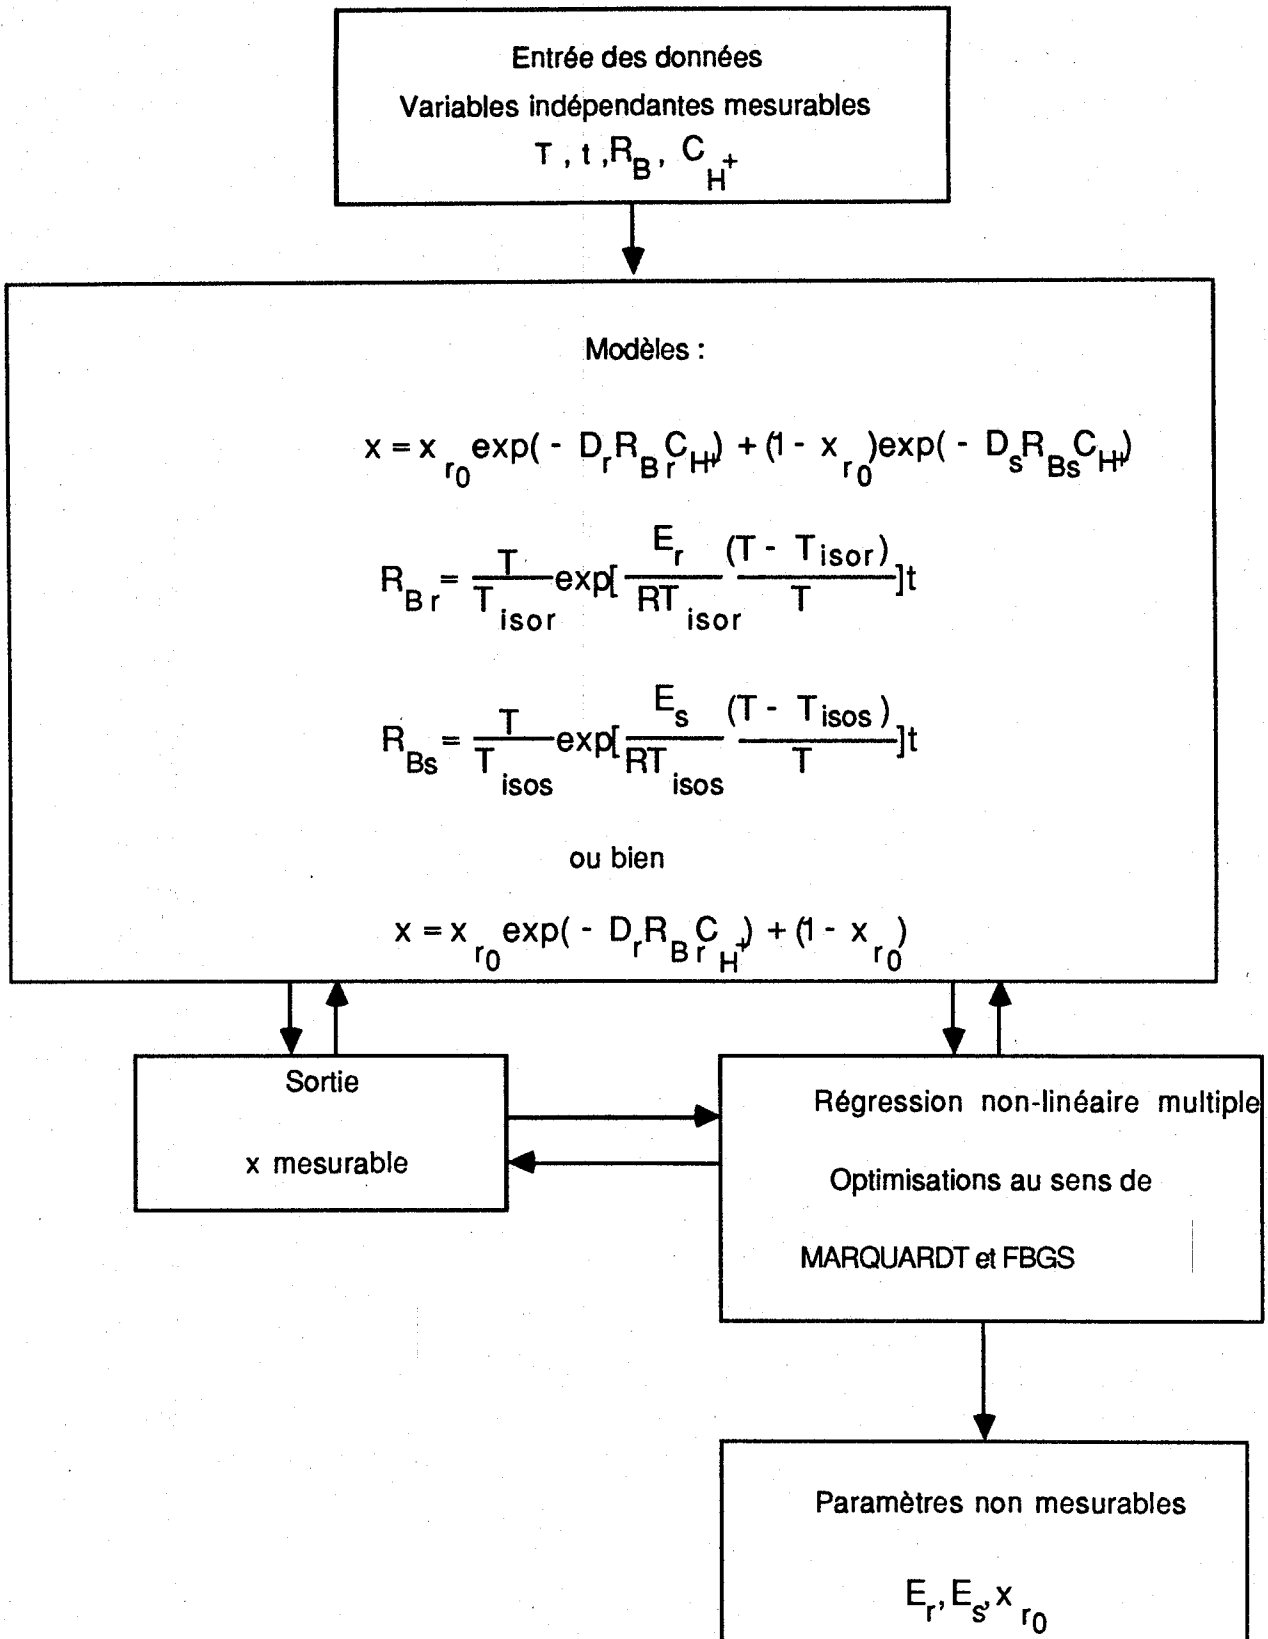 Entrée des données
Variables indépendantes mesurables
T , t ,R_B, C_H+
Modèles :
x = x_r0 exp( - D_r R_Br C_H+) + (1 - x_r0)exp( - D_s R_Bs C_H+)
R_Br = T/T_isor exp[ E_r/RT_isor (T - T_isor)/T ]t
R_Bs = T/T_isos exp[ E_s/RT_isos (T - T_isos)/T ]t
ou bien
x = x_r0 exp( - D_r R_Br C_H+) + (1 - x_r0)
Sortie
x mesurable
Régression non-linéaire multiple
Optimisations au sens de
MARQUARDT et FBGS
Paramètres non mesurables
E_r, E_s, x_r0